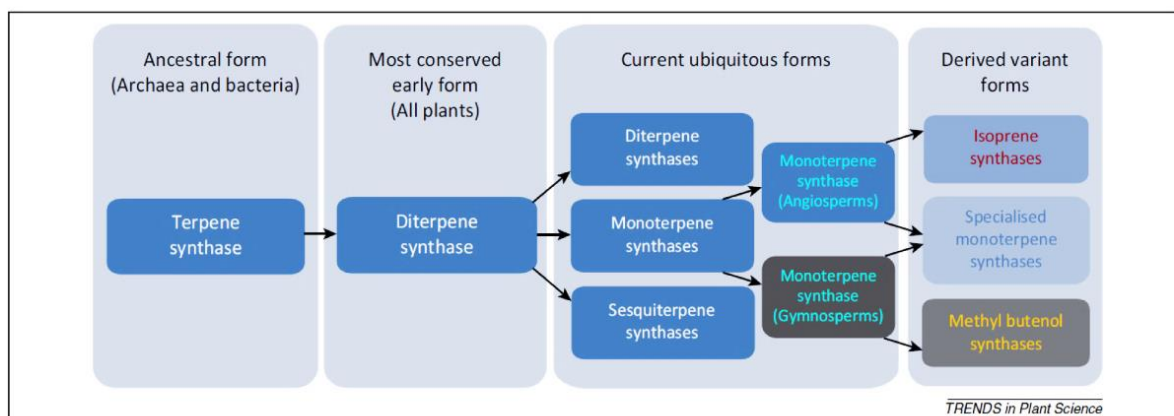 Ancestral form
(Archaea and bacteria)
Most conserved
early form
(All plants)
Current ubiquitous forms
Derived variant
forms
Terpene
synthase
Diterpene
synthase
Diterpene
synthases
Monoterpene
synthases
Sesquiterpene
synthases
Monoterpene
synthase
(Angiosperms)
Monoterpene
synthase
(Gymnosperms)
Isoprene
synthases
Specialised
monoterpene
synthases
Methyl butenol
synthases
TRENDS in Plant Science